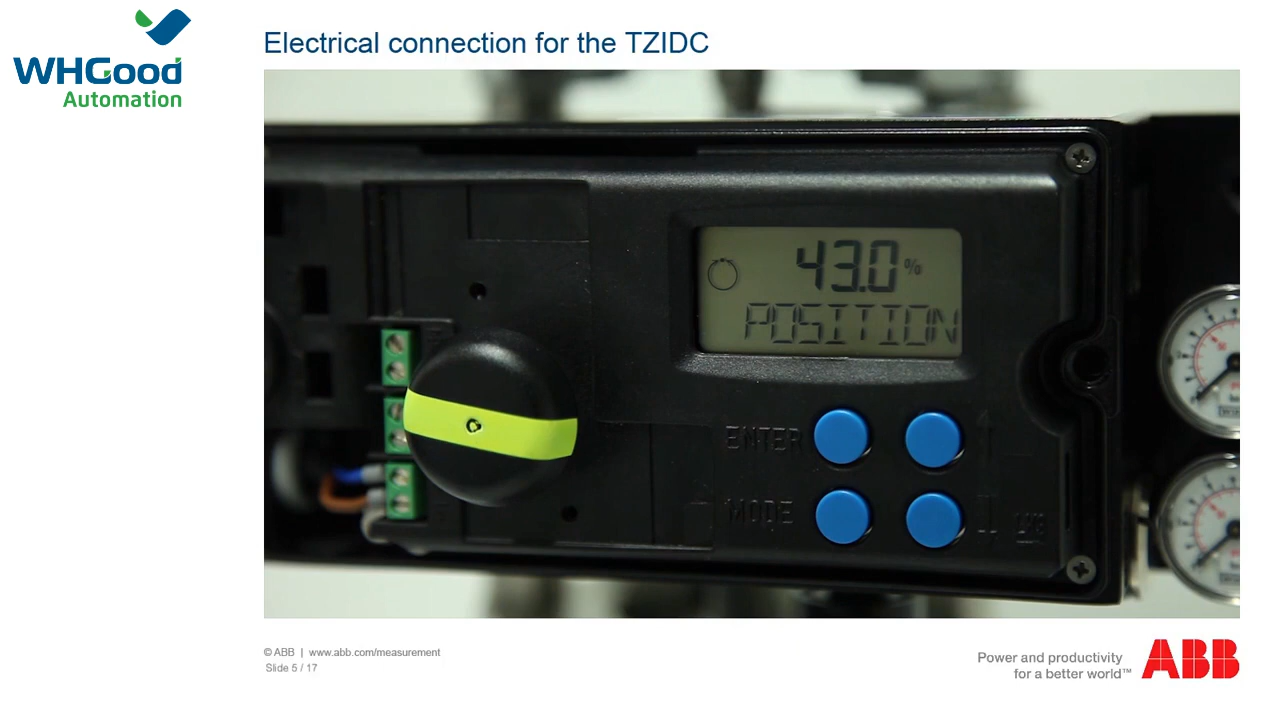 WHGood
Automation
Electrical connection for the TZIDC
43.0 %
POSITION
ENTER
MODE
© ABB | www.abb.com/measurement
Slide 5 / 17
Power and productivity
for a better world™
ABB